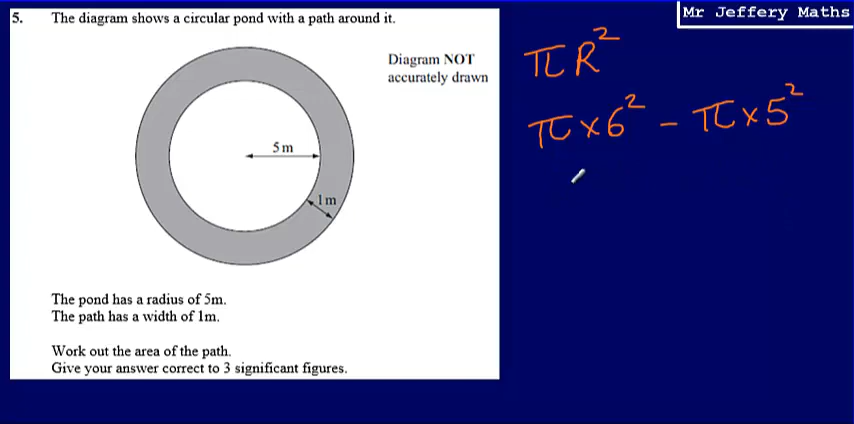 Mr Jeffery Maths
5. The diagram shows a circular pond with a path around it.
Diagram NOT
accurately drawn
5 m
1 m
The pond has a radius of 5m.
The path has a width of 1m.
Work out the area of the path.
Give your answer correct to 3 significant figures.
πR²
π×6² − π×5²